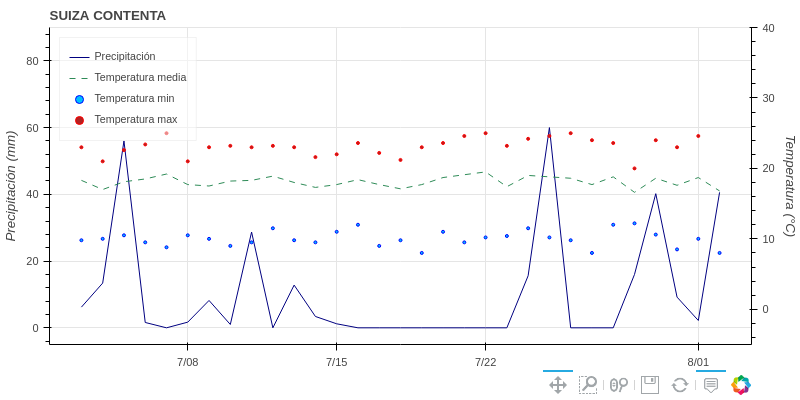 SUIZA CONTENTA
Precipitación
Temperatura media
Temperatura min
Temperatura max
Precipitación (mm)
80
60
40
20
0
40
30
20
10
0
Temperatura (°C)
7/08
7/15
7/22
8/01